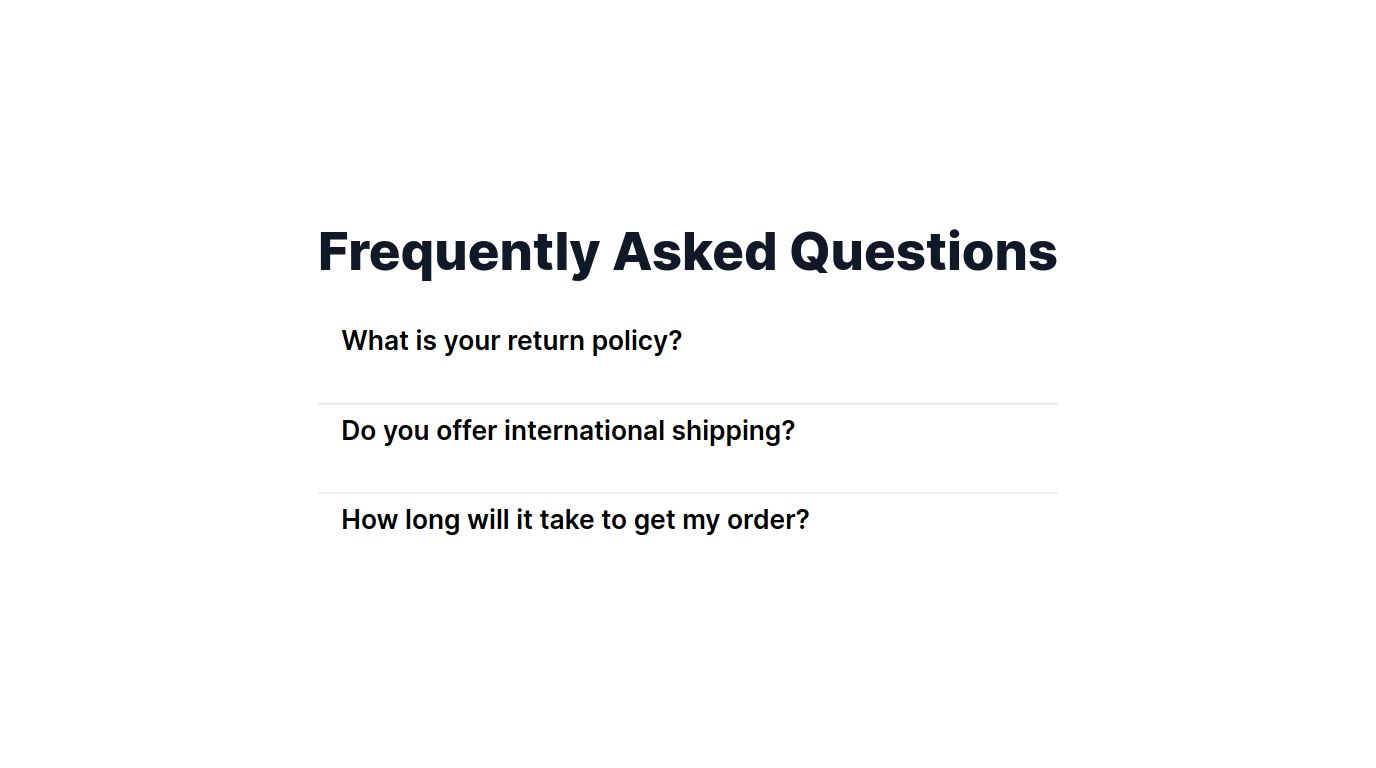 Frequently Asked Questions
What is your return policy?
Do you offer international shipping?
How long will it take to get my order?